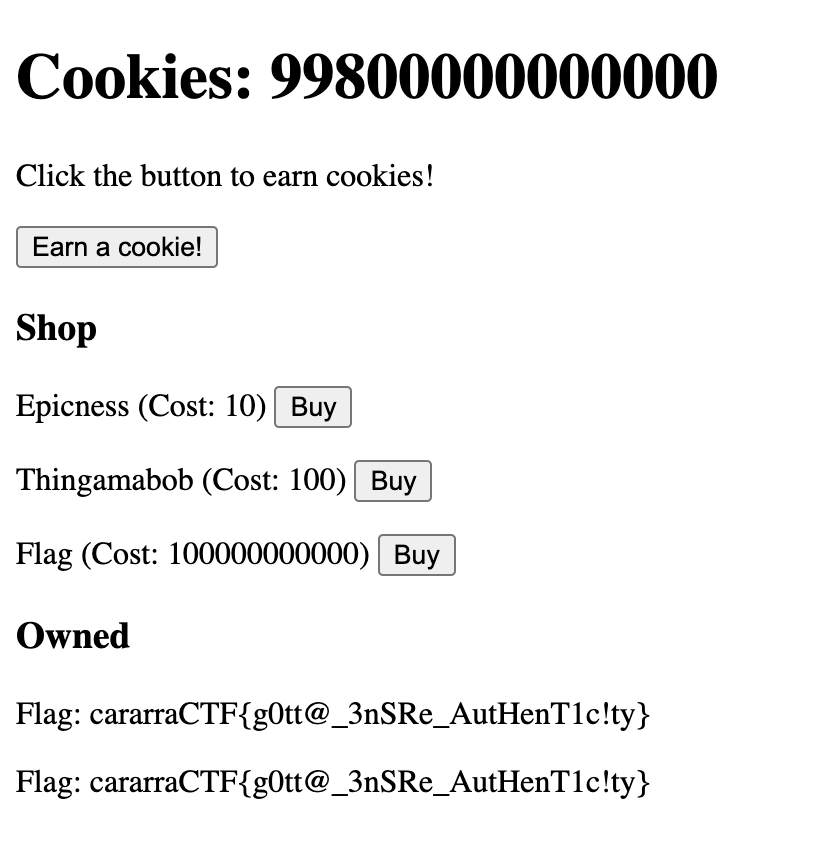 Cookies: 99800000000000
Click the button to earn cookies!
Earn a cookie!
Shop
Epicness (Cost: 10) Buy
Thingamabob (Cost: 100) Buy
Flag (Cost: 100000000000) Buy
Owned
Flag: cararraCTF{g0tt@_3nSRe_AutHenT1c!ty}
Flag: cararraCTF{g0tt@_3nSRe_AutHenT1c!ty}